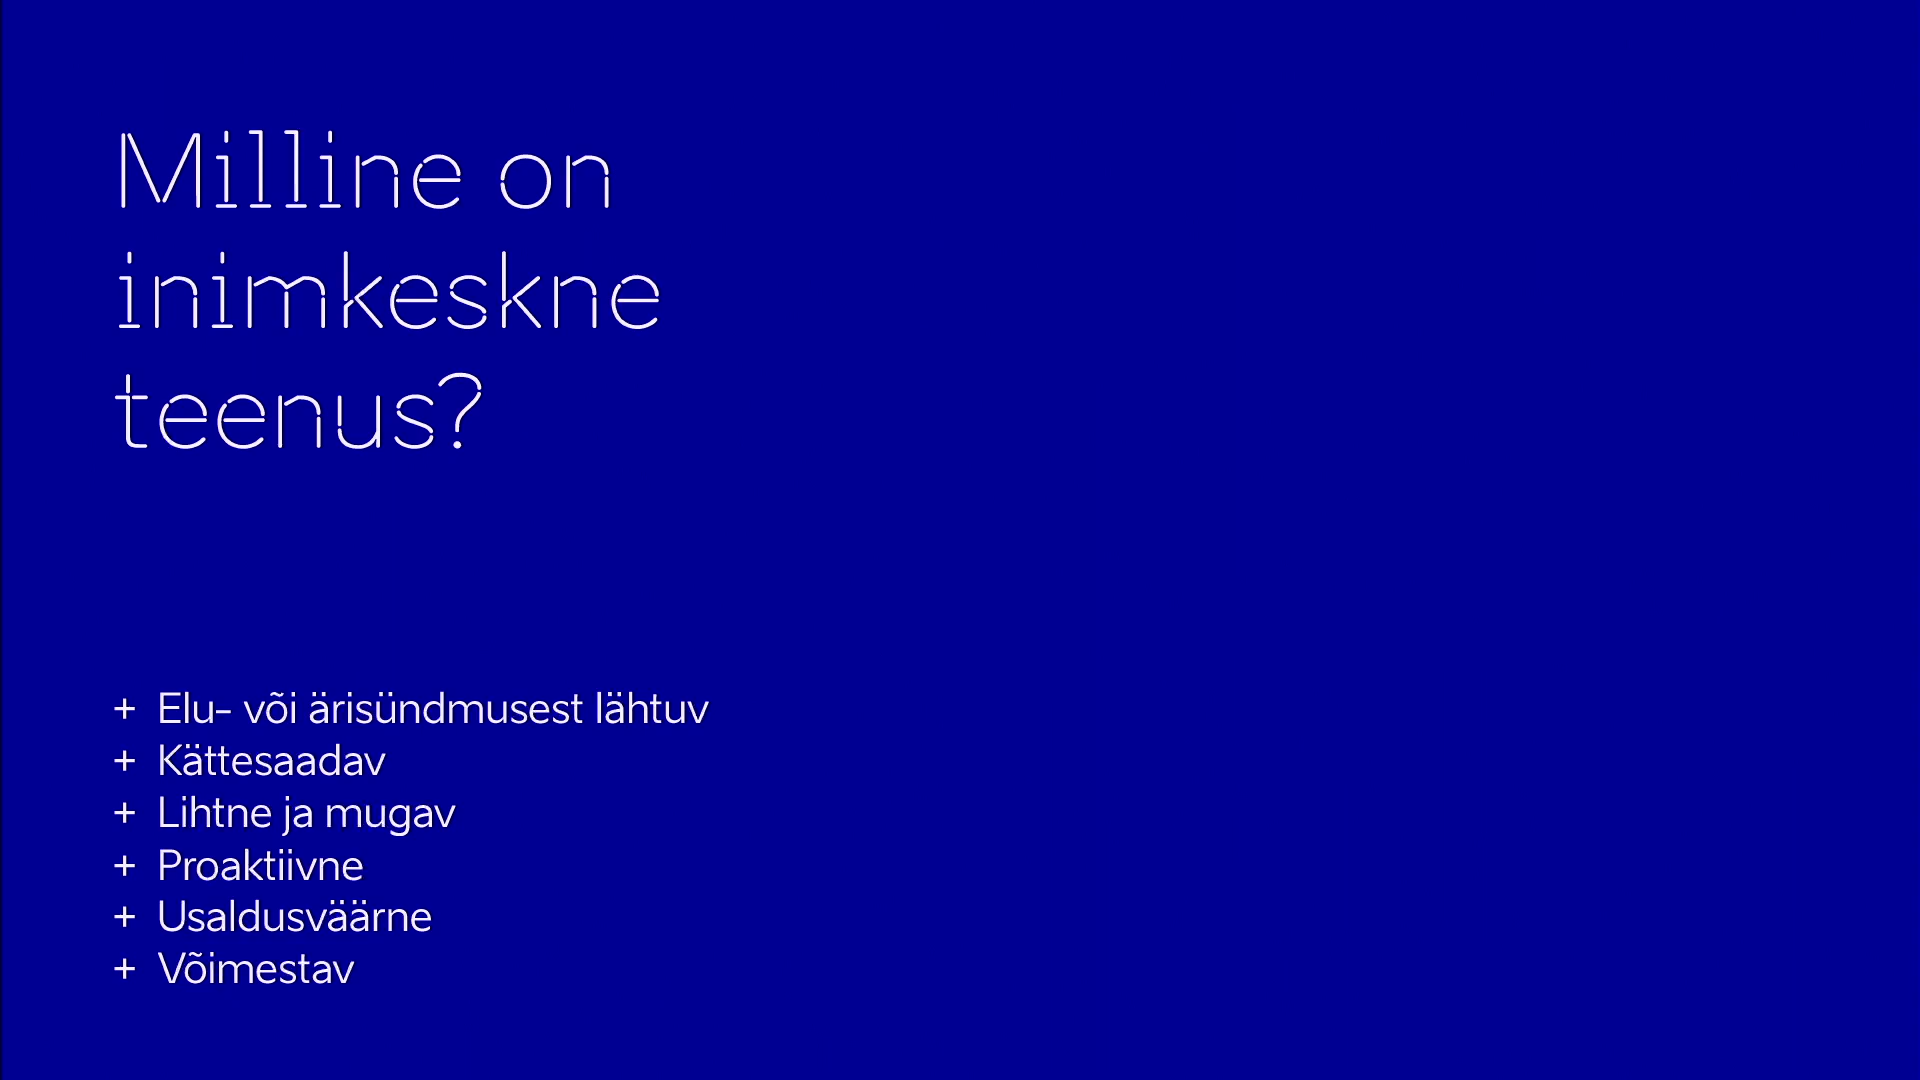 Milline on
inimkeskne
teenus?
+ Elu- või ärisündmusest lähtuv
+ Kättesaadav
+ Lihtne ja mugav
+ Proaktiivne
+ Usaldusväärne
+ Võimestav